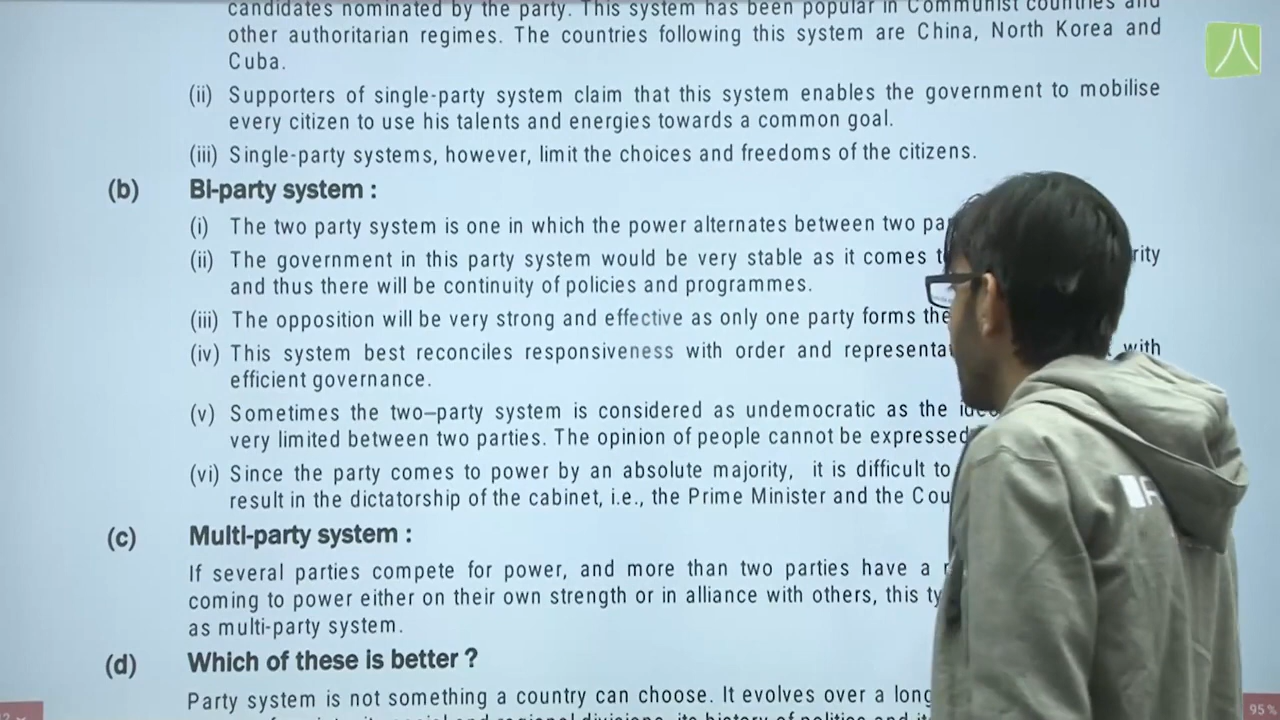 candidates nominated by the party. This system has been popular in Communist countries and
other authoritarian regimes. The countries following this system are China, North Korea and
Cuba.
(ii) Supporters of single-party system claim that this system enables the government to mobilise
every citizen to use his talents and energies towards a common goal.
(iii) Single-party systems, however, limit the choices and freedoms of the citizens.
(b) BI-party system :
(i) The two party system is one in which the power alternates between two
(ii) The government in this party system would be very stable as it comes
and thus there will be continuity of policies and programmes.
(iii) The opposition will be very strong and effective as only one party forms the
(iv) This system best reconciles responsiveness with order and with
efficient governance.
(v) Sometimes the two–party system is considered as undemocratic as the
very limited between two parties. The opinion of people cannot be expressed
(vi) Since the party comes to power by an absolute majority, it is difficult to
result in the dictatorship of the cabinet, i.e., the Prime Minister and the
(c) Multi-party system :
If several parties compete for power, and more than two parties have a
coming to power either on their own strength or in alliance with others, this
as multi-party system.
(d) Which of these is better ?
Party system is not something a country can choose. It evolves over a long
95%